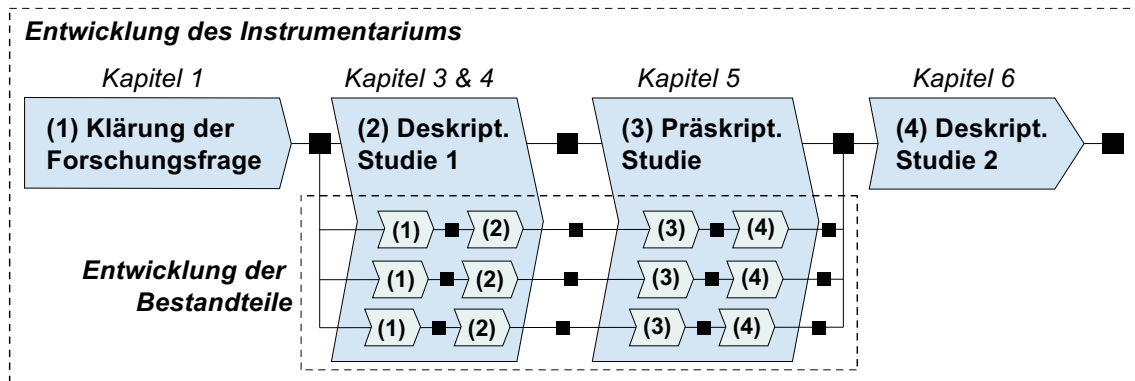 Entwicklung des Instrumentariums
Kapitel 1
Kapitel 3 & 4
Kapitel 5
Kapitel 6
(1) Klärung der
Forschungsfrage
(2) Deskript.
Studie 1
(3) Präskript.
Studie
(4) Deskript.
Studie 2
Entwicklung der
Bestandteile
(1) (2) (3) (4)
(1) (2) (3) (4)
(1) (2) (3) (4)